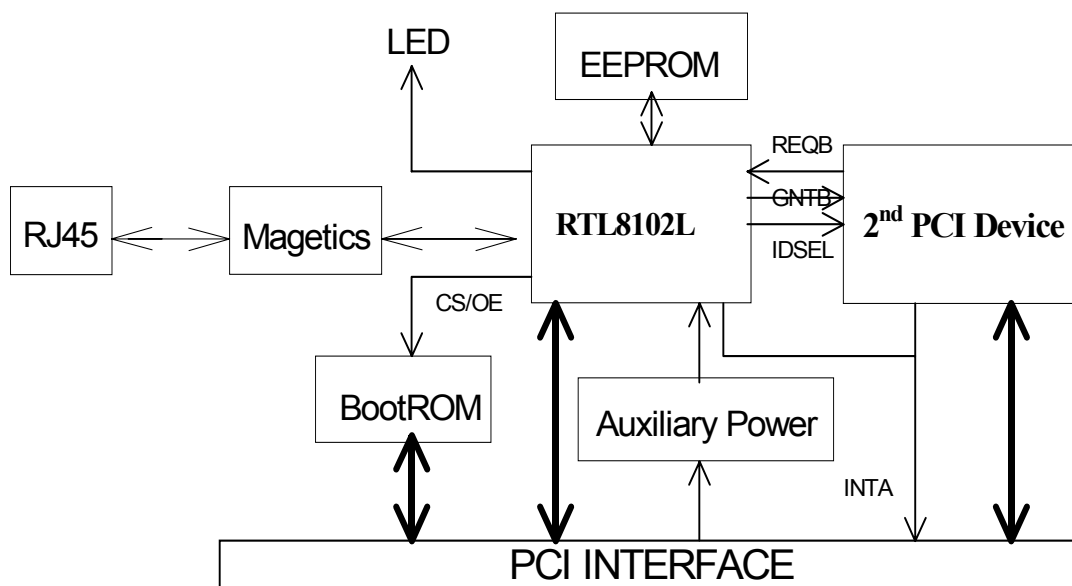 LED
EEPROM
REQB
GNTB
IDSEL
RJ45
Magetics
RTL8102L
2nd PCI Device
CS/OE
BootROM
Auxiliary Power
INTA
PCI INTERFACE